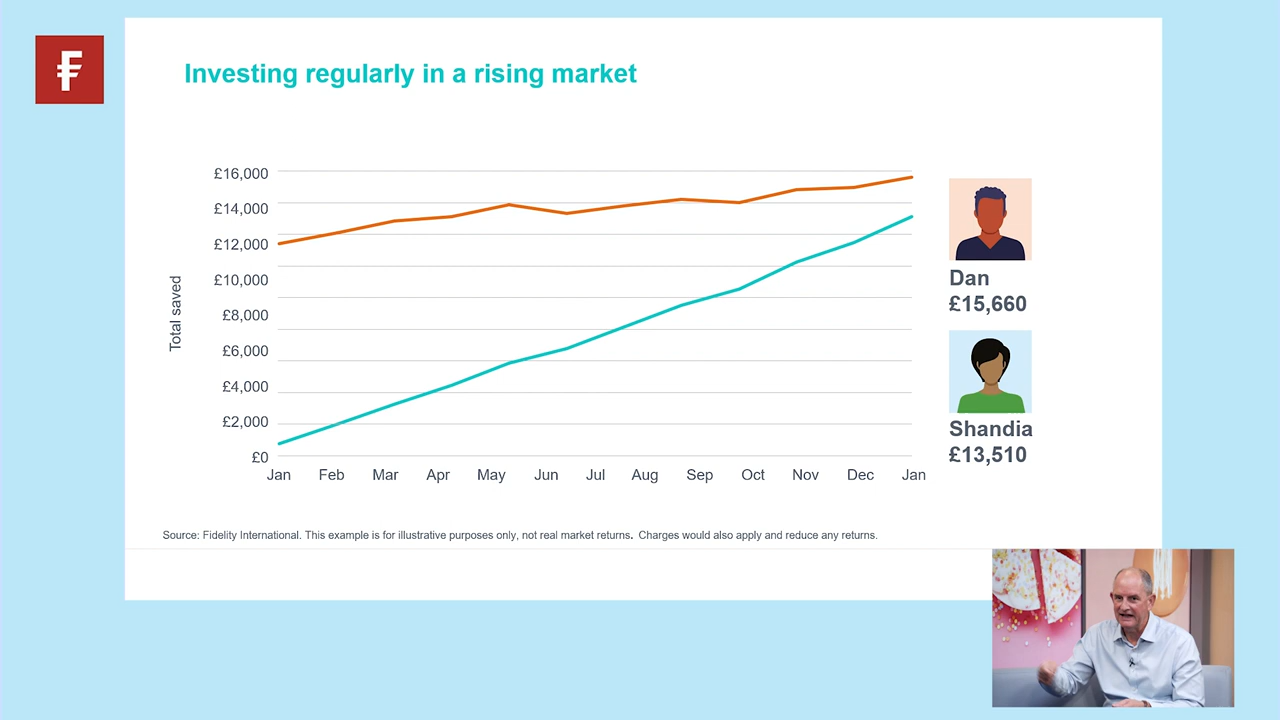 Investing regularly in a rising market
£16,000
£14,000
£12,000
£10,000
£8,000
£6,000
£4,000
£2,000
£0
Total saved
Jan Feb Mar Apr May Jun Jul Aug Sep Oct Nov Dec Jan
Dan
£15,660
Shandia
£13,510
Source: Fidelity International. This example is for illustrative purposes only, not real market returns. Charges would also apply and reduce any returns.